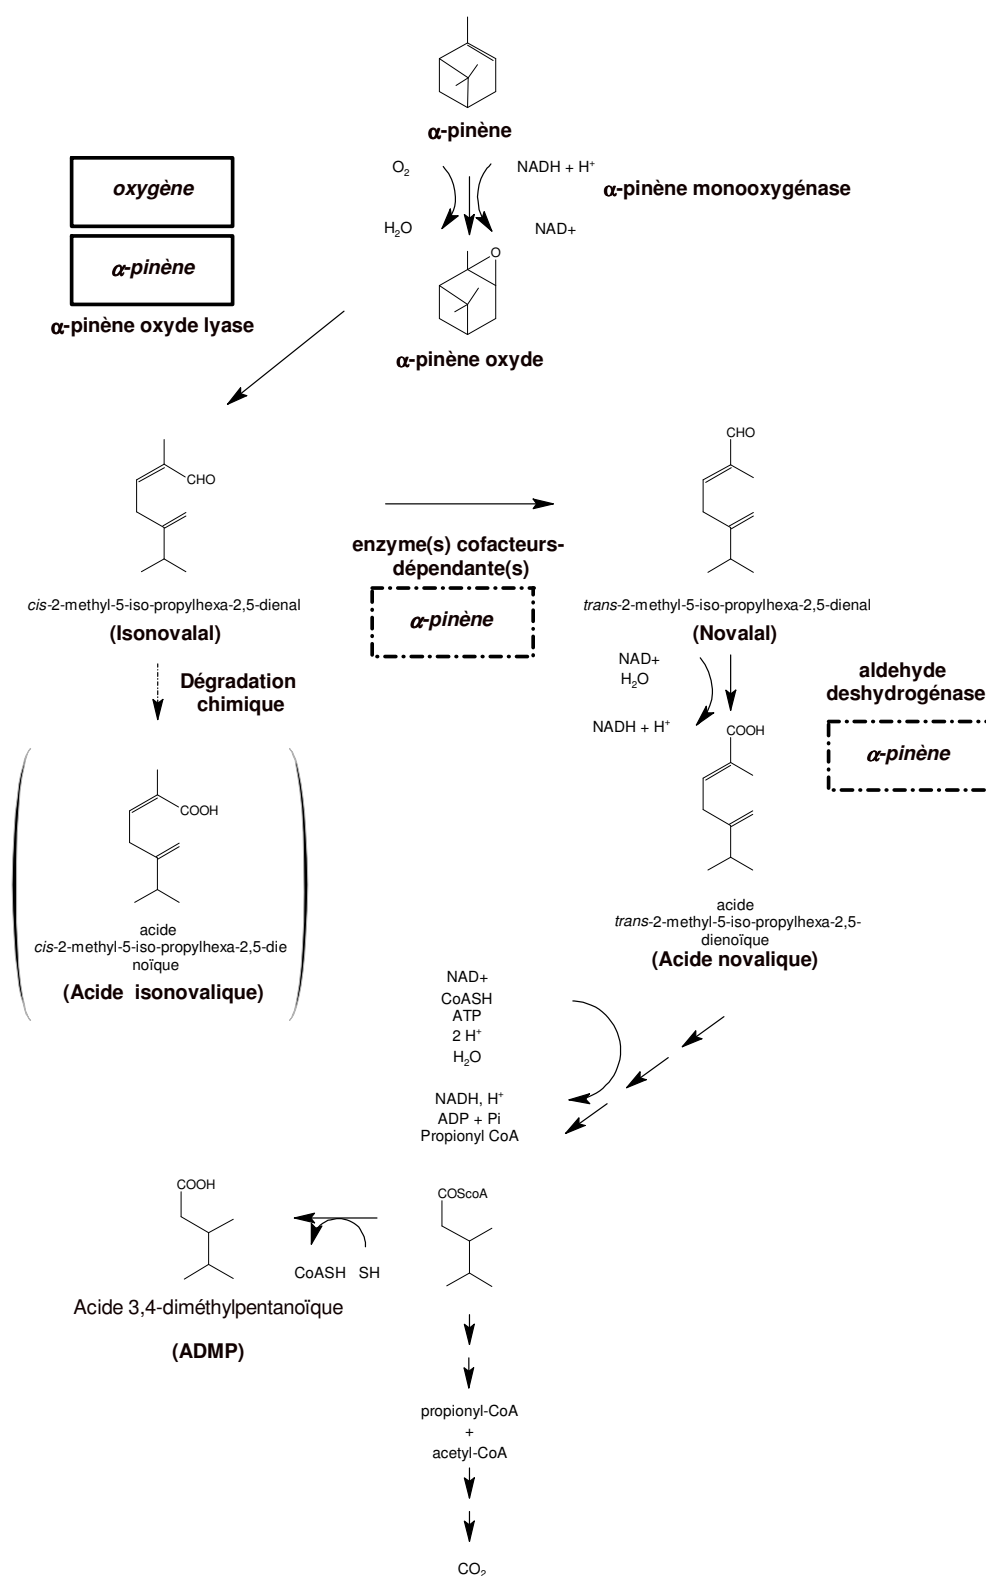 α-pinène
O2
NADH + H+
α-pinène monooxygénase
H2O
NAD+
oxygène
α-pinène
α-pinène oxyde lyase
O
α-pinène oxyde
CHO
CHO
enzyme(s) cofacteurs-
dépendante(s)
α-pinène
cis-2-methyl-5-iso-propylhexa-2,5-dienal
(Isonovalal)
trans-2-methyl-5-iso-propylhexa-2,5-dienal
(Novalal)
Dégradation
chimique
NAD+
H2O
NADH + H+
aldehyde
deshydrogénase
α-pinène
COOH
COOH
acide
cis-2-methyl-5-iso-propylhexa-2,5-die
noïque
(Acide isonovalique)
acide
trans-2-methyl-5-iso-propylhexa-2,5-
dienoïque
(Acide novalique)
NAD+
CoASH
ATP
2 H+
H2O
NADH, H+
ADP + Pi
Propionyl CoA
COOH
COScoA
CoASH SH
Acide 3,4-diméthylpentanoïque
(ADMP)
propionyl-CoA
+
acetyl-CoA
CO2